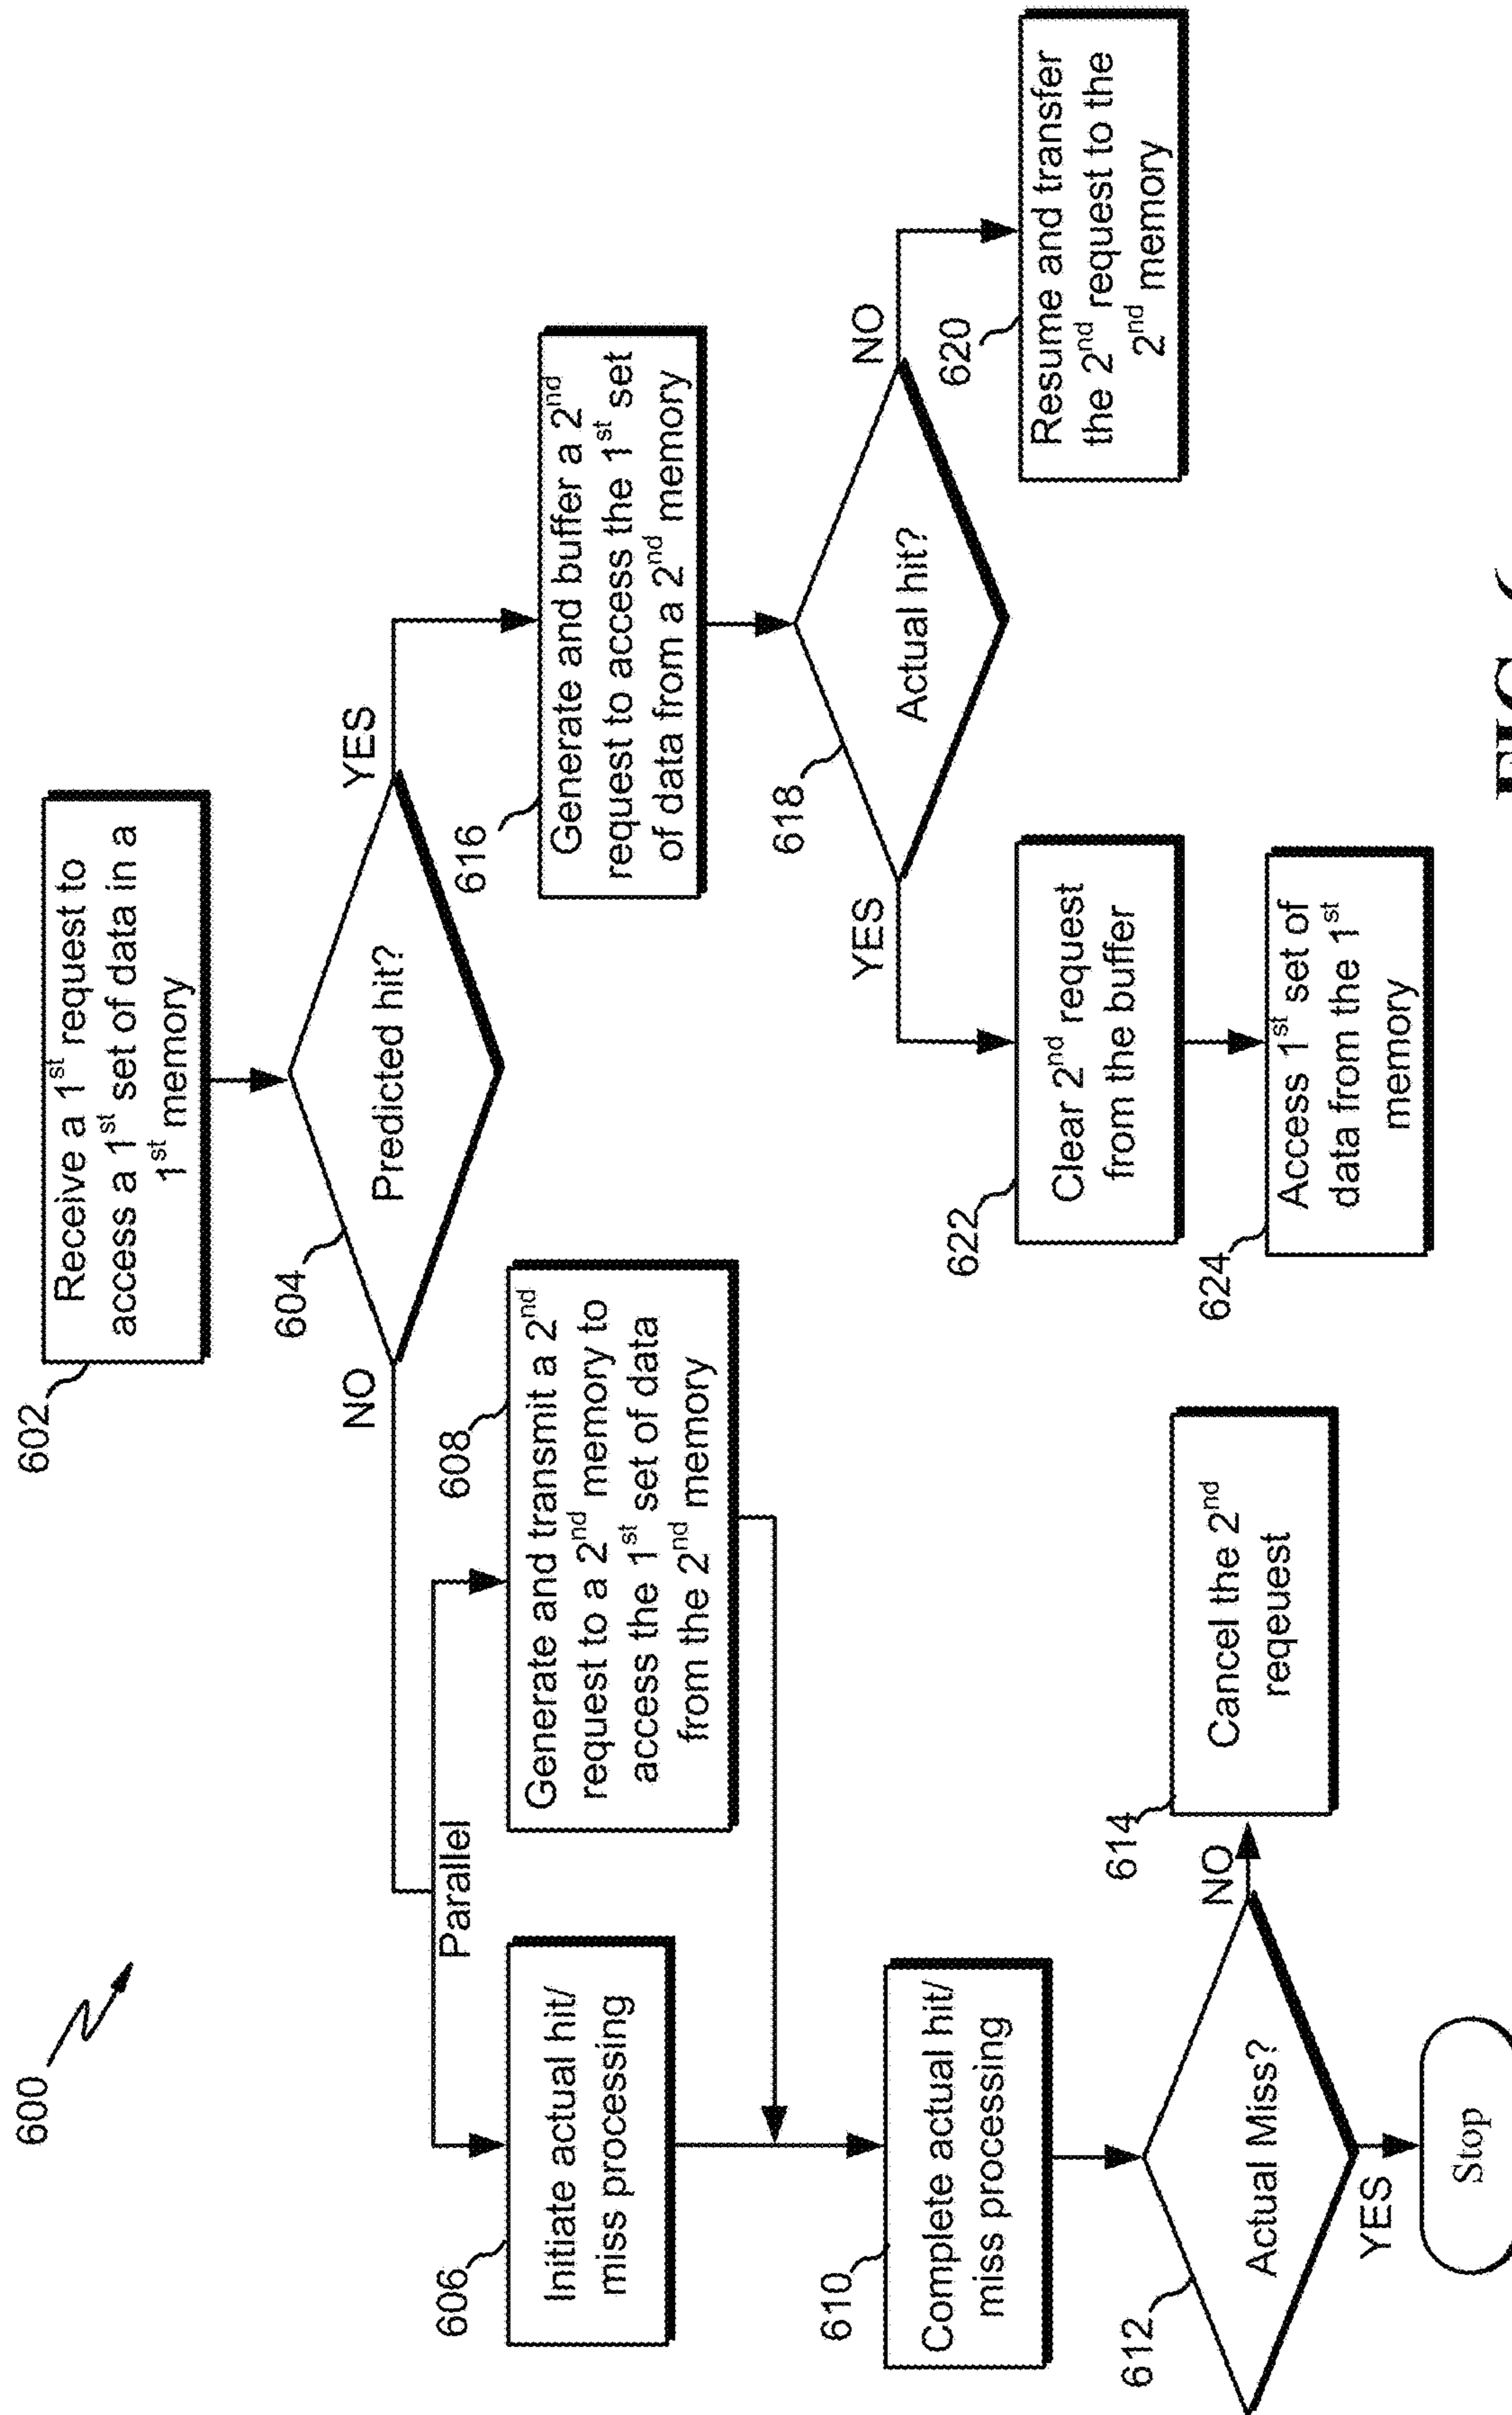 600
602
Receive a 1st request to
access a 1st set of data in a
1st memory
604
Predicted hit?
NO
YES
Parallel
606
Initiate actual hit/
miss processing
608
Generate and transmit a 2nd
request to a 2nd memory to
access the 1st set of data
from the 2nd memory
610
Complete actual hit/
miss processing
612
Actual Miss?
NO
YES
Stop
614
Cancel the 2nd
request
616
Generate and buffer a 2nd
request to access the 1st set
of data from a 2nd memory
618
Actual hit?
YES
NO
620
Resume and transfer
the 2nd request to the
2nd memory
622
Clear 2nd request
from the buffer
624
Access 1st set of
data from the 1st
memory